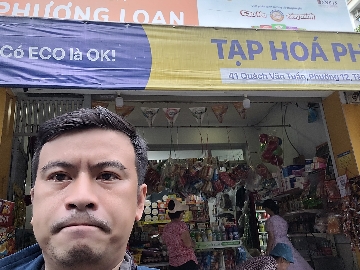 PHƯƠNG LOAN
Có ECO là OK!
TẠP HOÁ PH
41 Quách Văn Tuấn, Phường 12, T